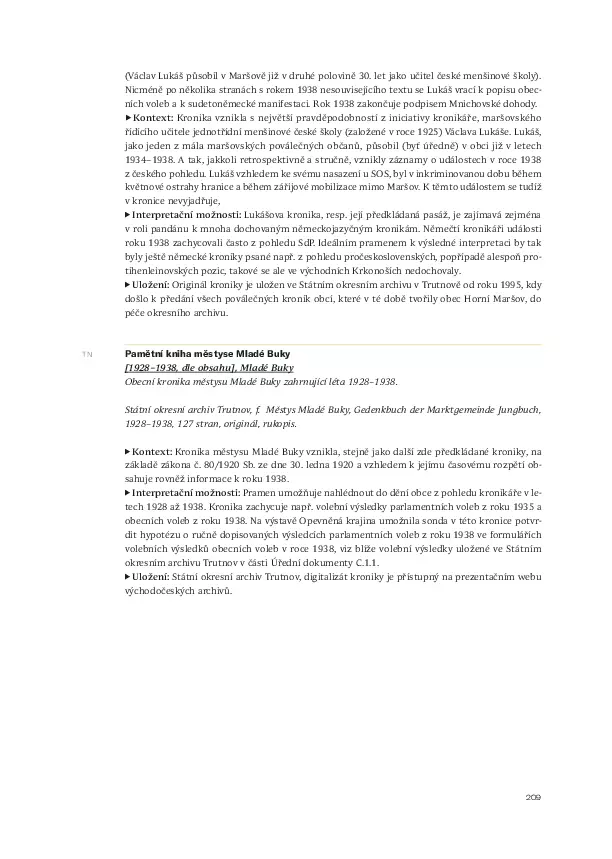 (Václav Lukáš působil v Maršově již v druhé polovině 30. let jako učitel české menšinové školy).
Nicméně po několika stranách s rokem 1938 nesouvisejícího textu se Lukáš vrací k popisu obec-
ních voleb a k sudetoněmecké manifestaci. Rok 1938 zakončuje podpisem Mnichovské dohody.
▶ Kontext: Kronika vznikla s největší pravděpodobností z iniciativy kronikáře, maršovského
řídícího učitele jednotřídní menšinové české školy (založené v roce 1925) Václava Lukáše. Lukáš,
jako jeden z mála maršovských poválečných občanů, působil (byť úředně) v obci již v letech
1934–1938. A tak, jakkoli retrospektivně a stručně, vznikly záznamy o událostech v roce 1938
z českého pohledu. Lukáš vzhledem ke svému nasazení u SOS, byl v inkriminovanou dobu během
květnové ostrahy hranice a během zářijové mobilizace mimo Maršov. K těmto událostem se tudíž
v kronice nevyjadřuje,
▶ Interpretační možnosti: Lukášova kronika, resp. její předkládaná pasáž, je zajímavá zejména
v roli pandánu k mnoha dochovaným německojazyčným kronikám. Němečtí kronikáři události
roku 1938 zachycovali často z pohledu SdP. Ideálním pramenem k výsledné interpretaci by tak
byly ještě německé kroniky psané např. z pohledu pročeskoslovenských, popřípadě alespoň pro-
tihenleinovských pozic, takové se ale ve východních Krkonoších nedochovaly.
▶ Uložení: Originál kroniky je uložen ve Státním okresním archivu v Trutnově od roku 1995, kdy
došlo k předání všech poválečných kronik obcí, které v té době tvořily obec Horní Maršov, do
péče okresního archivu.
TN
Pamětní kniha městyse Mladé Buky
[1928–1938, dle obsahu], Mladé Buky
Obecní kronika městysu Mladé Buky zahrnující léta 1928–1938.
Státní okresní archiv Trutnov, f. Městys Mladé Buky, Gedenkbuch der Marktgemeinde Jungbuch,
1928–1938, 127 stran, originál, rukopis.
▶ Kontext: Kronika městysu Mladé Buky vznikla, stejně jako další zde předkládané kroniky, na
základě zákona č. 80/1920 Sb. ze dne 30. ledna 1920 a vzhledem k jejímu časovému rozpětí ob-
sahuje rovněž informace k roku 1938.
▶ Interpretační možnosti: Pramen umožňuje nahlédnout do dění obce z pohledu kronikáře v le-
tech 1928 až 1938. Kronika zachycuje např. volební výsledky parlamentních voleb z roku 1935 a
obecních voleb z roku 1938. Na výstavě Opevněná krajina umožnila sonda v této kronice potvr-
dit hypotézu o ručně dopisovaných výsledcích parlamentních voleb z roku 1938 ve formulářích
volebních výsledků obecních voleb v roce 1938, viz blíže volební výsledky uložené ve Státním
okresním archivu Trutnov v části Úřední dokumenty C.1.1.
▶ Uložení: Státní okresní archiv Trutnov, digitalizát kroniky je přístupný na prezentačním webu
východočeských archivů.
209